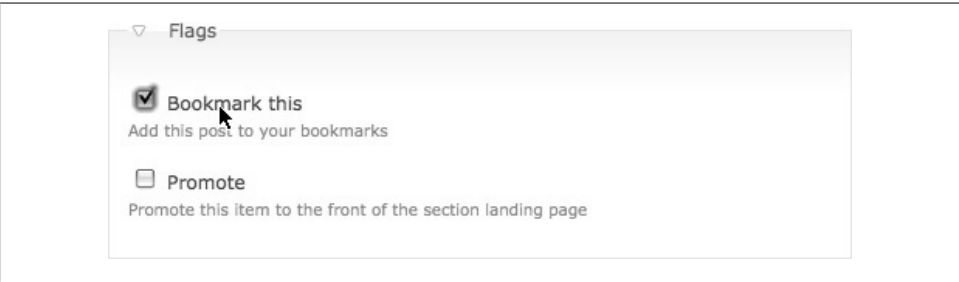 Flags
Bookmark this
Add this post to your bookmarks
Promote
Promote this item to the front of the section landing page